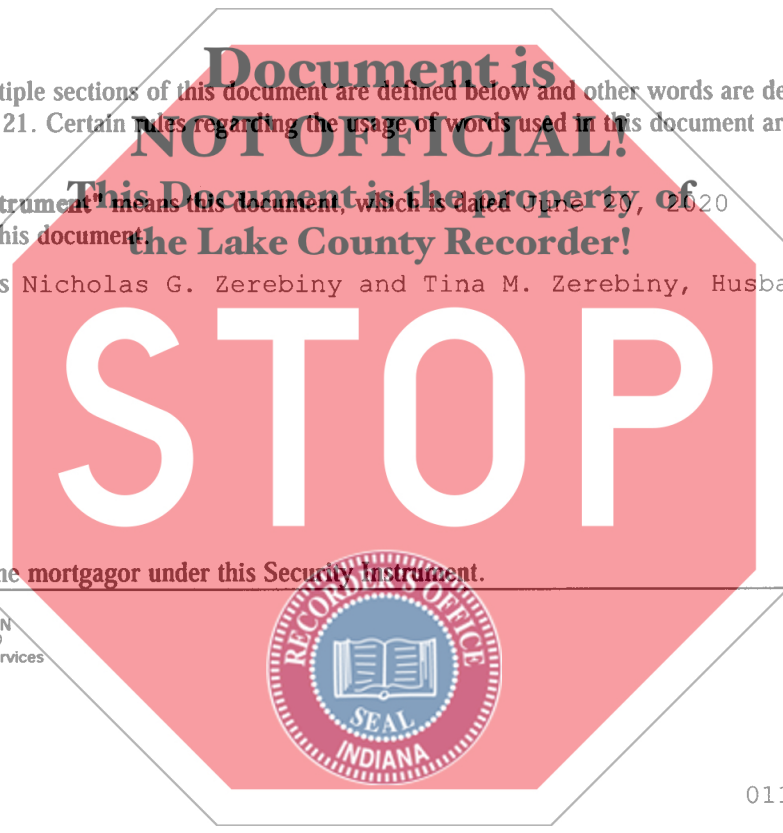 Document is
tiple sections of this document are defined below and other words are de
21. Certain rules regarding the usage of words used in this document ar
NOT OFFICIAL!
This Document is the property of
trument" means this document, which is dated June 20, 2020
his document.
the Lake County Recorder!
s Nicholas G. Zerebiny and Tina M. Zerebiny, Husba
STOP
ne mortgagor under this Security Instrument.
N
rvices
RECORDER'S OFFICE
SEAL
INDIANA
011